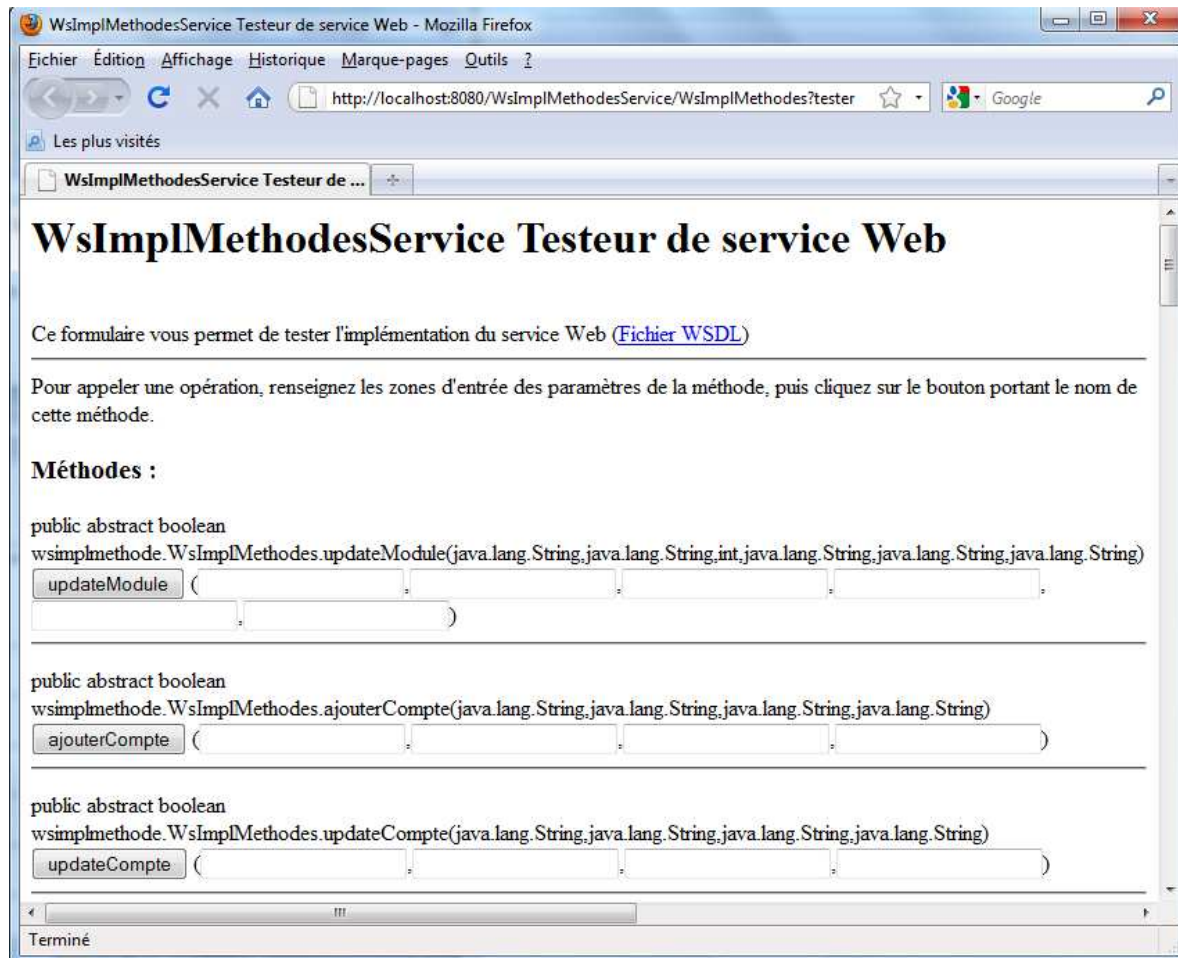 WsImplMethodesService Testeur de service Web - Mozilla Firefox
Fichier Édition Affichage Historique Marque-pages Outils ?
http://localhost:8080/WsImplMethodesService/WsImplMethodes?tester
Google
Les plus visités
WsImplMethodesService Testeur de ...
WsImplMethodesService Testeur de service Web
Ce formulaire vous permet de tester l'implémentation du service Web (Fichier WSDL)
Pour appeler une opération, renseignez les zones d'entrée des paramètres de la méthode, puis cliquez sur le bouton portant le nom de
cette méthode.
Méthodes :
public abstract boolean
wsimplmethode.WsImplMethodes.updateModule(java.lang.String,java.lang.String,int,java.lang.String,java.lang.String,java.lang.String)
updateModule ( , , , ,
, )
public abstract boolean
wsimplmethode.WsImplMethodes.ajouterCompte(java.lang.String,java.lang.String,java.lang.String,java.lang.String)
ajouterCompte ( , , , )
public abstract boolean
wsimplmethode.WsImplMethodes.updateCompte(java.lang.String,java.lang.String,java.lang.String,java.lang.String)
updateCompte ( , , , )
Terminé